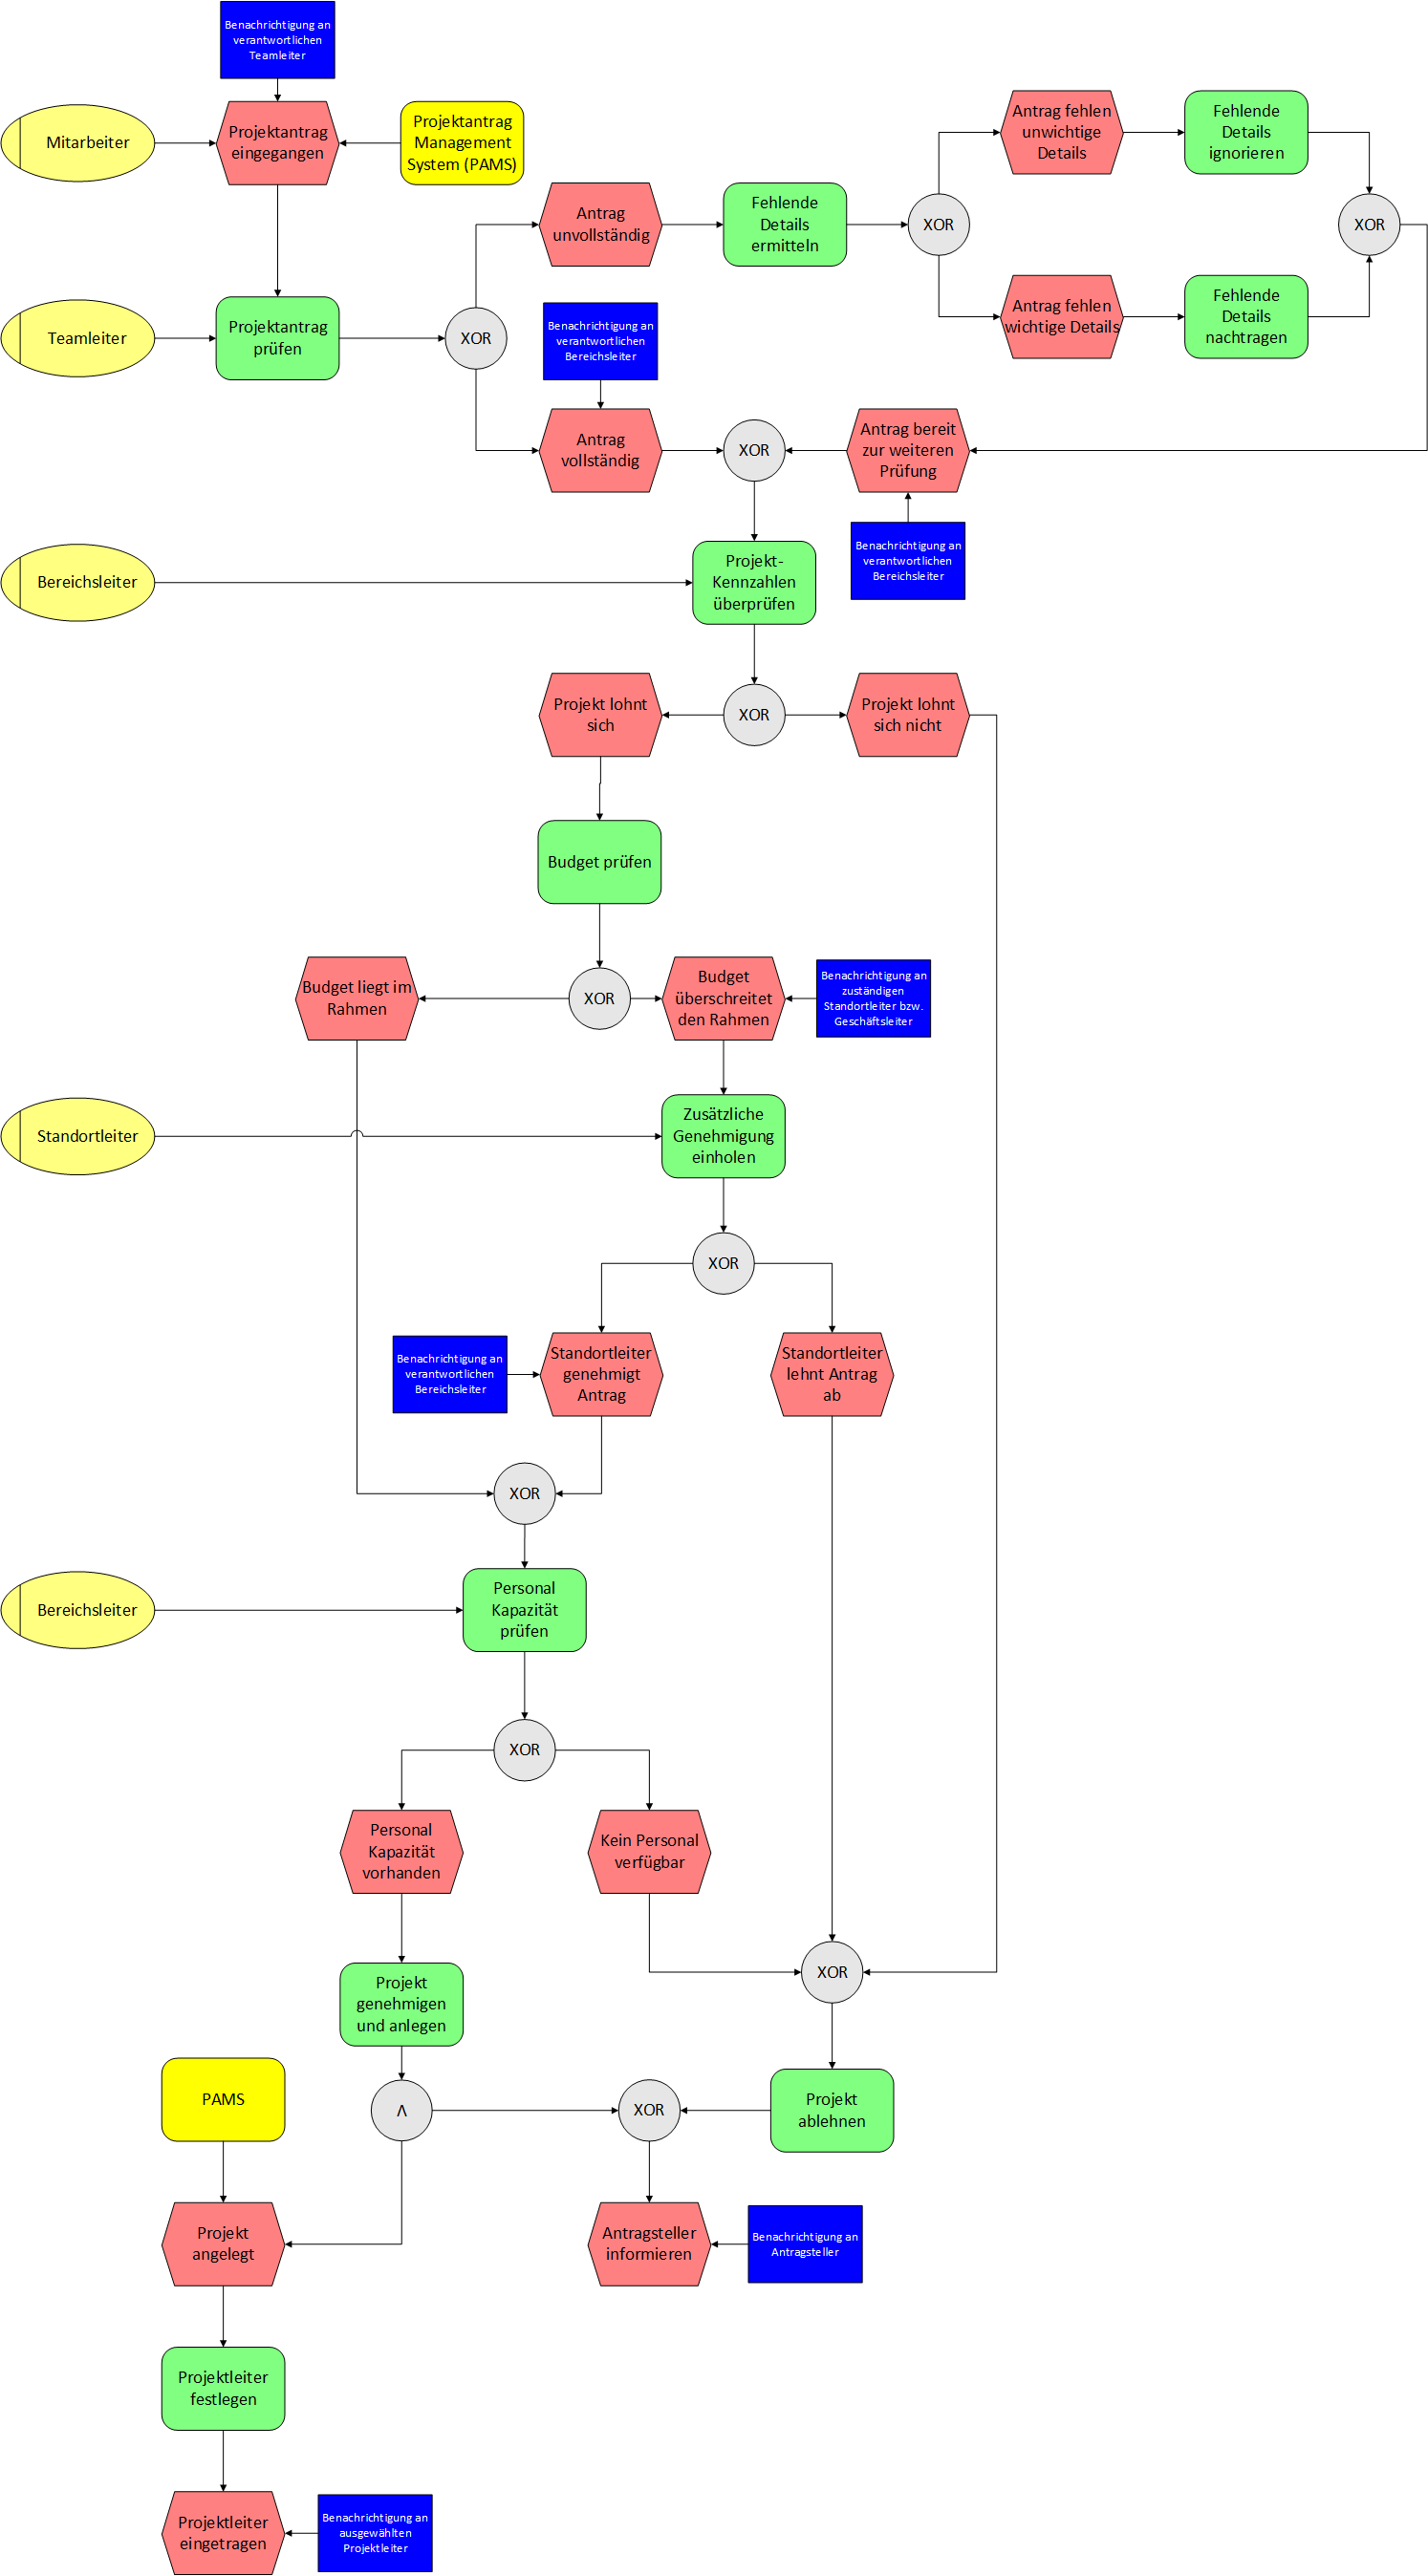 Benachrichtigung an
verantwortlichen
Teamleiter
Mitarbeiter
Projektantrag
eingegangen
Projektantrag
Management
System (PAMS)
Antrag fehlen
unwichtige
Details
Fehlende
Details
ignorieren
Antrag
unvollständig
Fehlende
Details
ermitteln
XOR
XOR
Teamleiter
Projektantrag
prüfen
XOR
Benachrichtigung an
verantwortlichen
Bereichsleiter
Antrag fehlen
wichtige Details
Fehlende
Details
nachtragen
Antrag
vollständig
XOR
Antrag bereit
zur weiteren
Prüfung
Benachrichtigung an
verantwortlichen
Bereichsleiter
Bereichsleiter
Projekt-
Kennzahlen
überprüfen
Projekt lohnt
sich
XOR
Projekt lohnt
sich nicht
Budget prüfen
Budget liegt im
Rahmen
XOR
Budget
überschreitet
den Rahmen
Benachrichtigung an
zuständigen
Standortleiter bzw.
Geschäftsleiter
Standortleiter
Zusätzliche
Genehmigung
einholen
XOR
Benachrichtigung an
verantwortlichen
Bereichsleiter
Standortleiter
genehmigt
Antrag
Standortleiter
lehnt Antrag
ab
XOR
Bereichsleiter
Personal
Kapazität
prüfen
XOR
Personal
Kapazität
vorhanden
Kein Personal
verfügbar
XOR
Projekt
genehmigen
und anlegen
PAMS
Λ
XOR
Projekt
ablehnen
Projekt
angelegt
Antragsteller
informieren
Benachrichtigung an
Antragsteller
Projektleiter
festlegen
Projektleiter
eingetragen
Benachrichtigung an
ausgewählten
Projektleiter